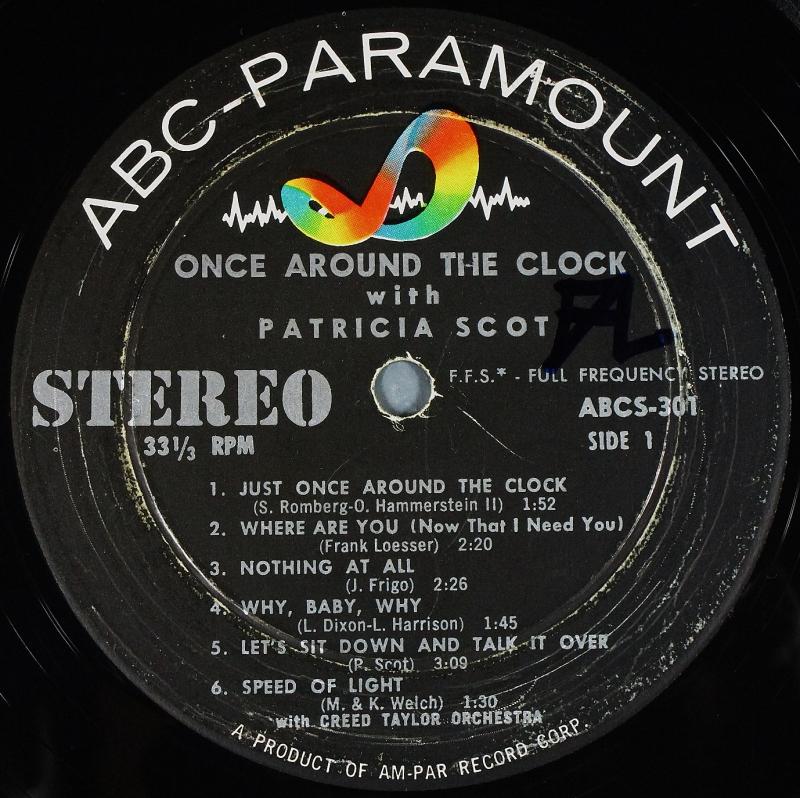 ABC-PARAMOUNT
ONCE AROUND THE CLOCK
with
PATRICIA SCOT
STEREO
33 1/3 RPM
F.F.S.* - FULL FREQUENCY STEREO
ABCS-301
SIDE 1
1. JUST ONCE AROUND THE CLOCK
(S. Romberg-O. Hammerstein II) 1:52
2. WHERE ARE YOU (Now That I Need You)
(Frank Loesser) 2:20
3. NOTHING AT ALL
(J. Frigo) 2:26
4. WHY, BABY, WHY
(L. Dixon-L. Harrison) 1:45
5. LET'S SIT DOWN AND TALK IT OVER
(P. Scot) 3:09
6. SPEED OF LIGHT
(M. & K. Welch) 1:30
with CREED TAYLOR ORCHESTRA
A PRODUCT OF AM-PAR RECORD CORP.